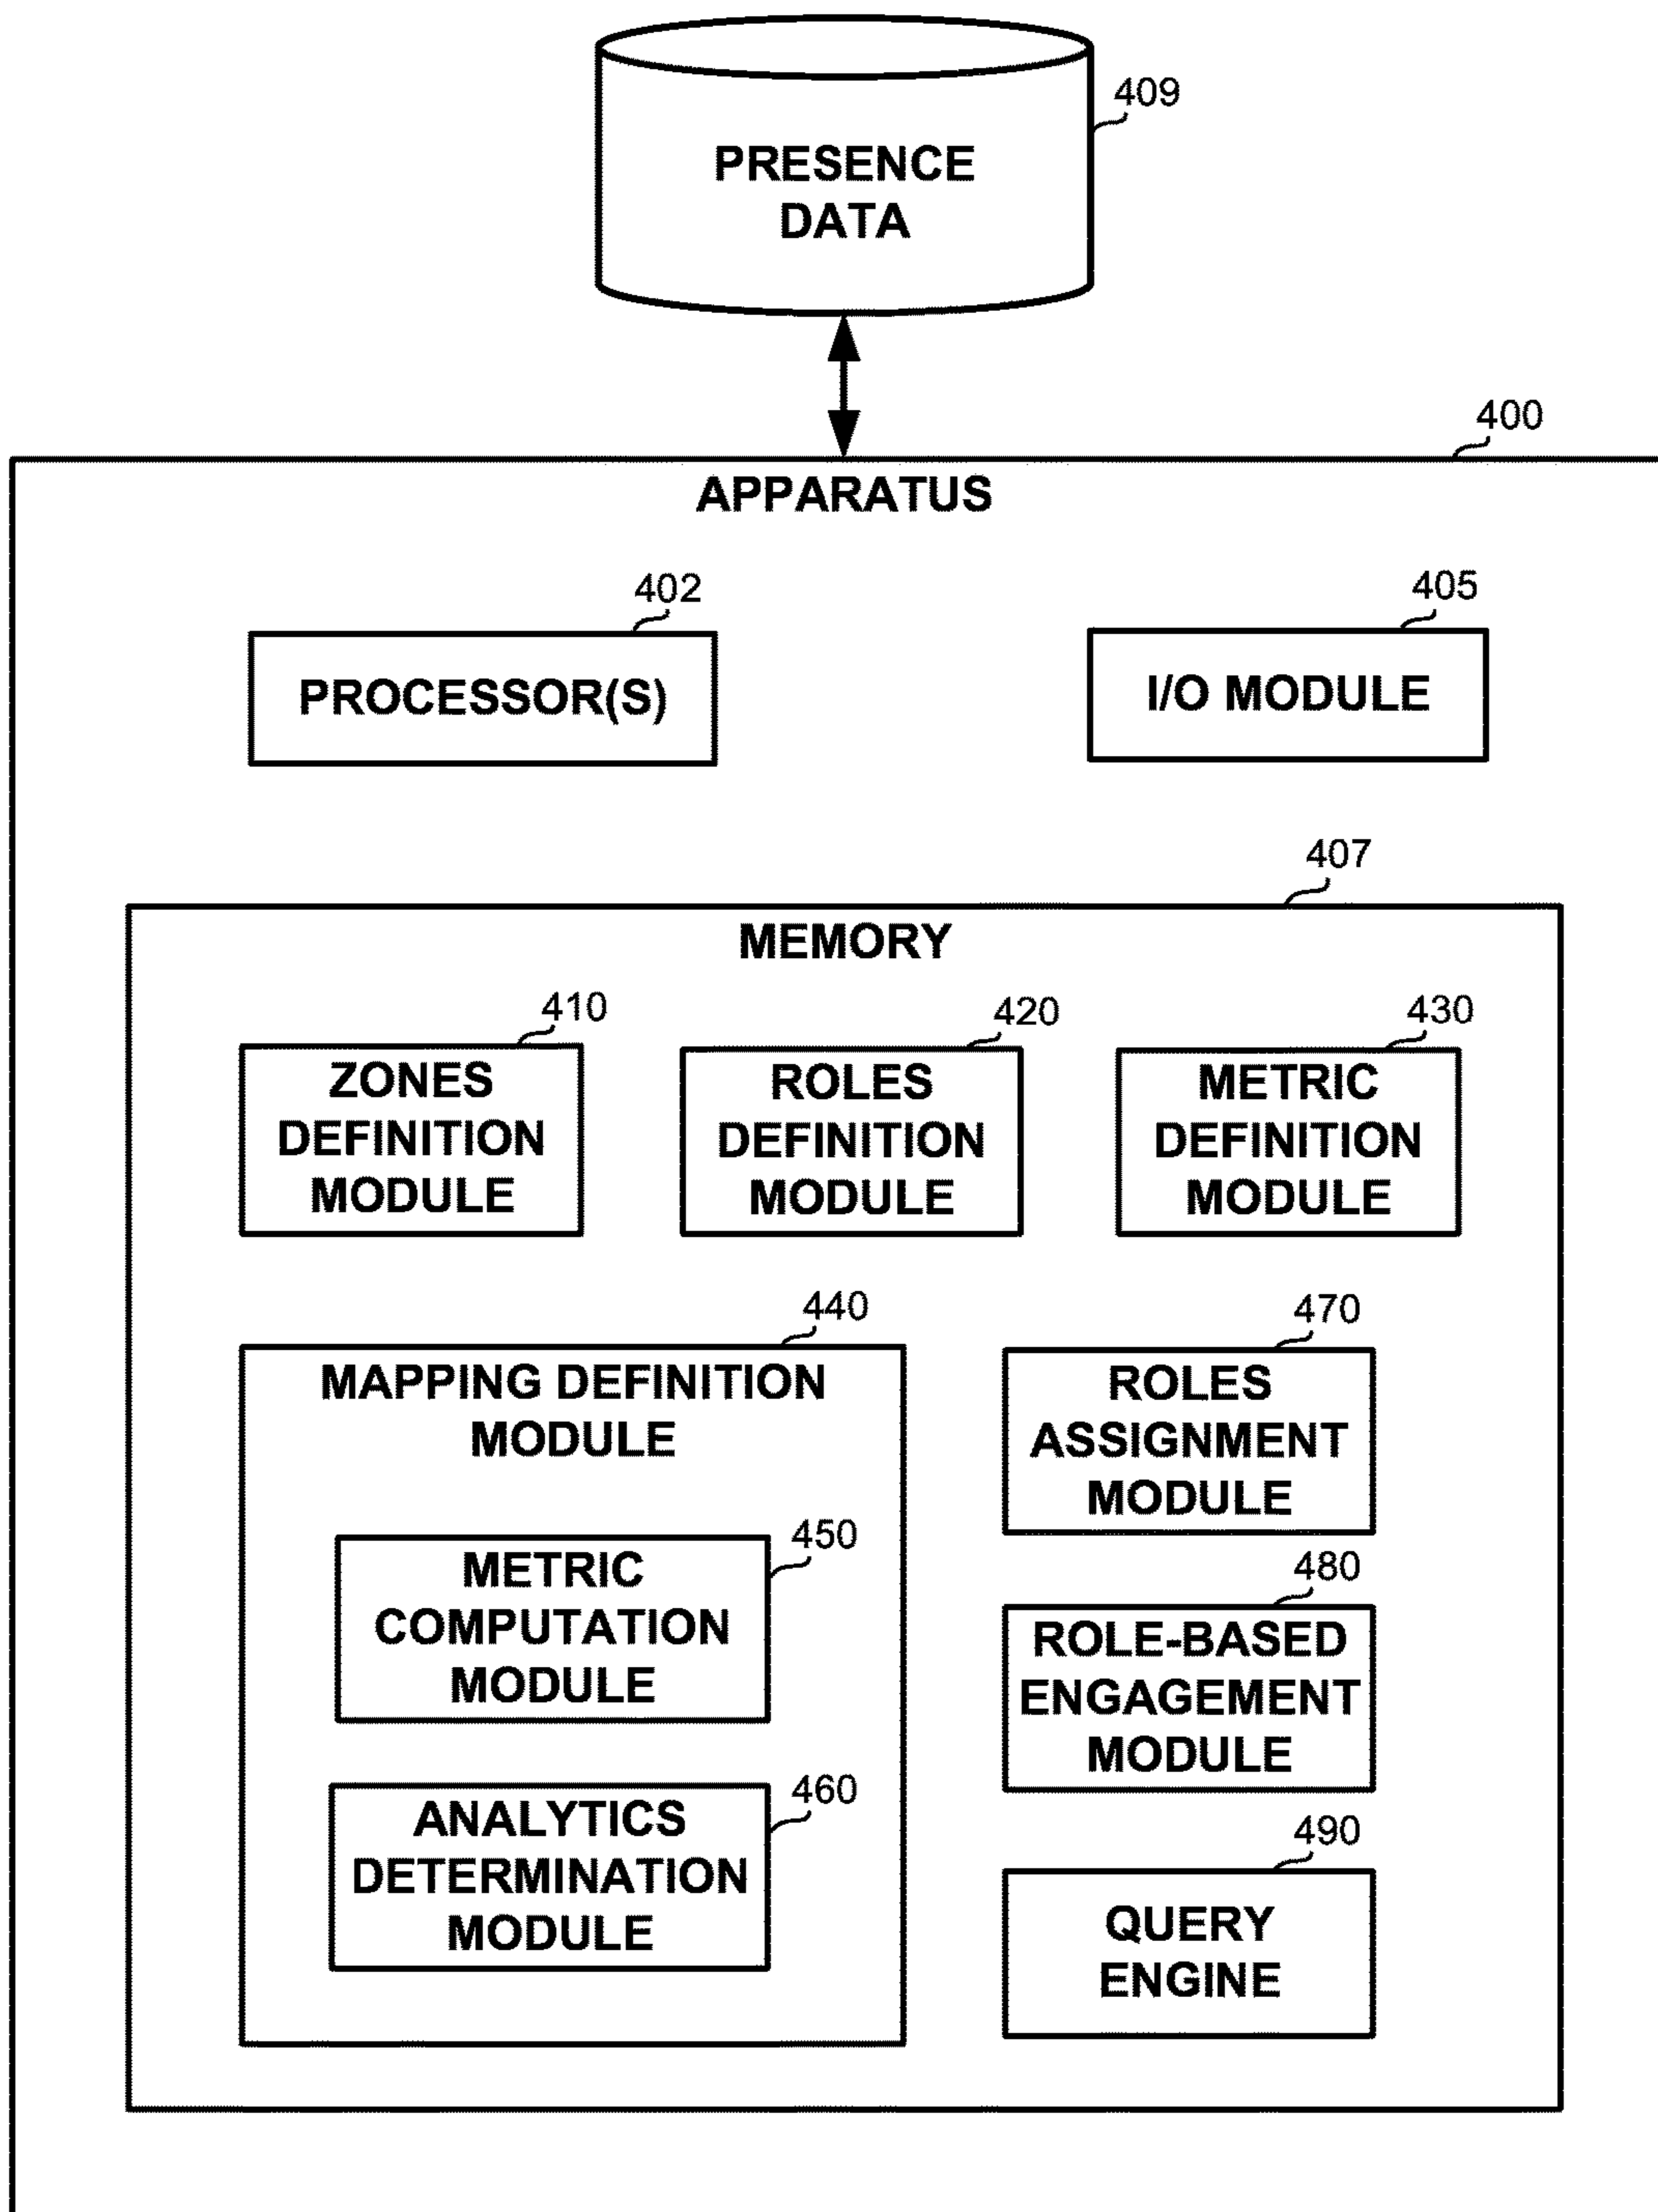 409
PRESENCE
DATA
400
APPARATUS
402
PROCESSOR(S)
405
I/O MODULE
407
MEMORY
410
ZONES
DEFINITION
MODULE
420
ROLES
DEFINITION
MODULE
430
METRIC
DEFINITION
MODULE
440
MAPPING DEFINITION
MODULE
450
METRIC
COMPUTATION
MODULE
460
ANALYTICS
DETERMINATION
MODULE
470
ROLES
ASSIGNMENT
MODULE
480
ROLE-BASED
ENGAGEMENT
MODULE
490
QUERY
ENGINE